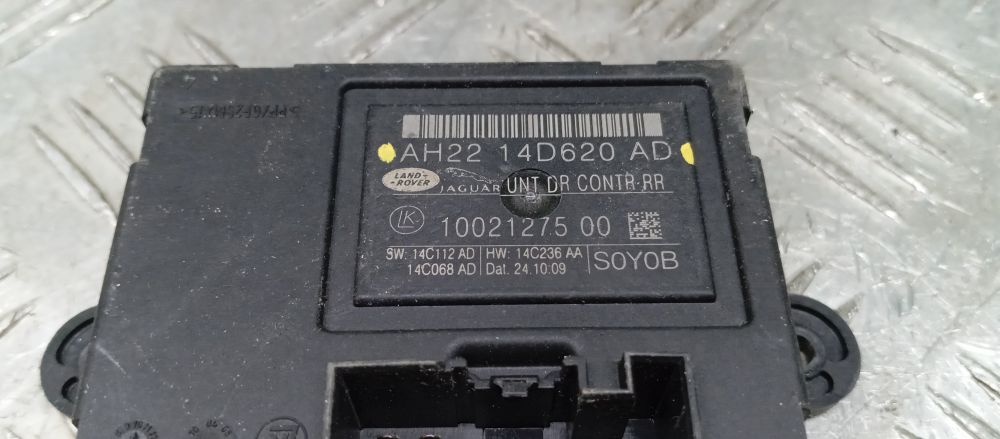 AH22 14D620 AD
LAND-
ROVER
JAGUAR UNT DR CONTR-RR
LK 10021275 00
SW: 14C112 AD HW: 14C236 AA
14C068 AD Dat. 24.10.09 S0Y0B